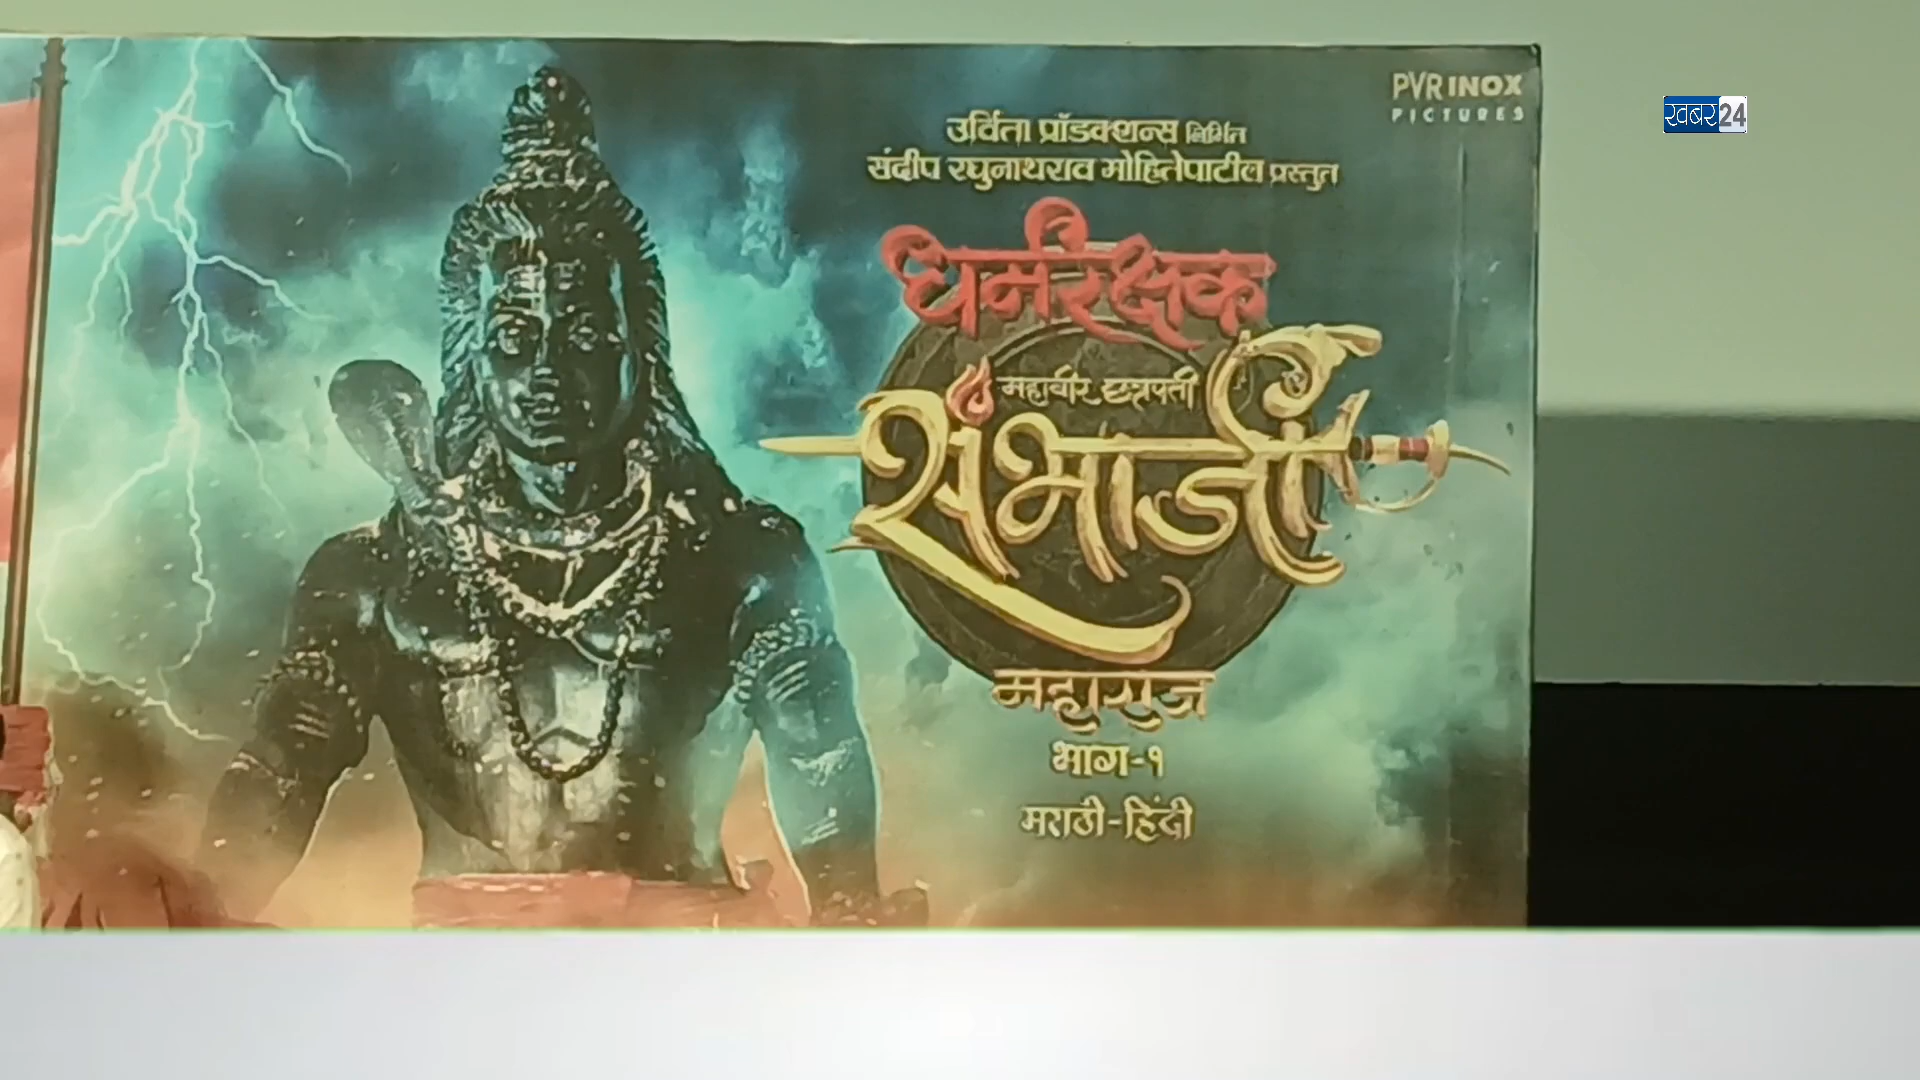 PVR INOX
PICTURES
खबर24
उर्विता प्रॉडक्शन्स निर्मित
संदीप रघुनाथराव मोहितेपाटील प्रस्तुत
धर्मरक्षक
महावीर छत्रपती
संभाजी
महाराज
भाग-१
मराठी-हिंदी